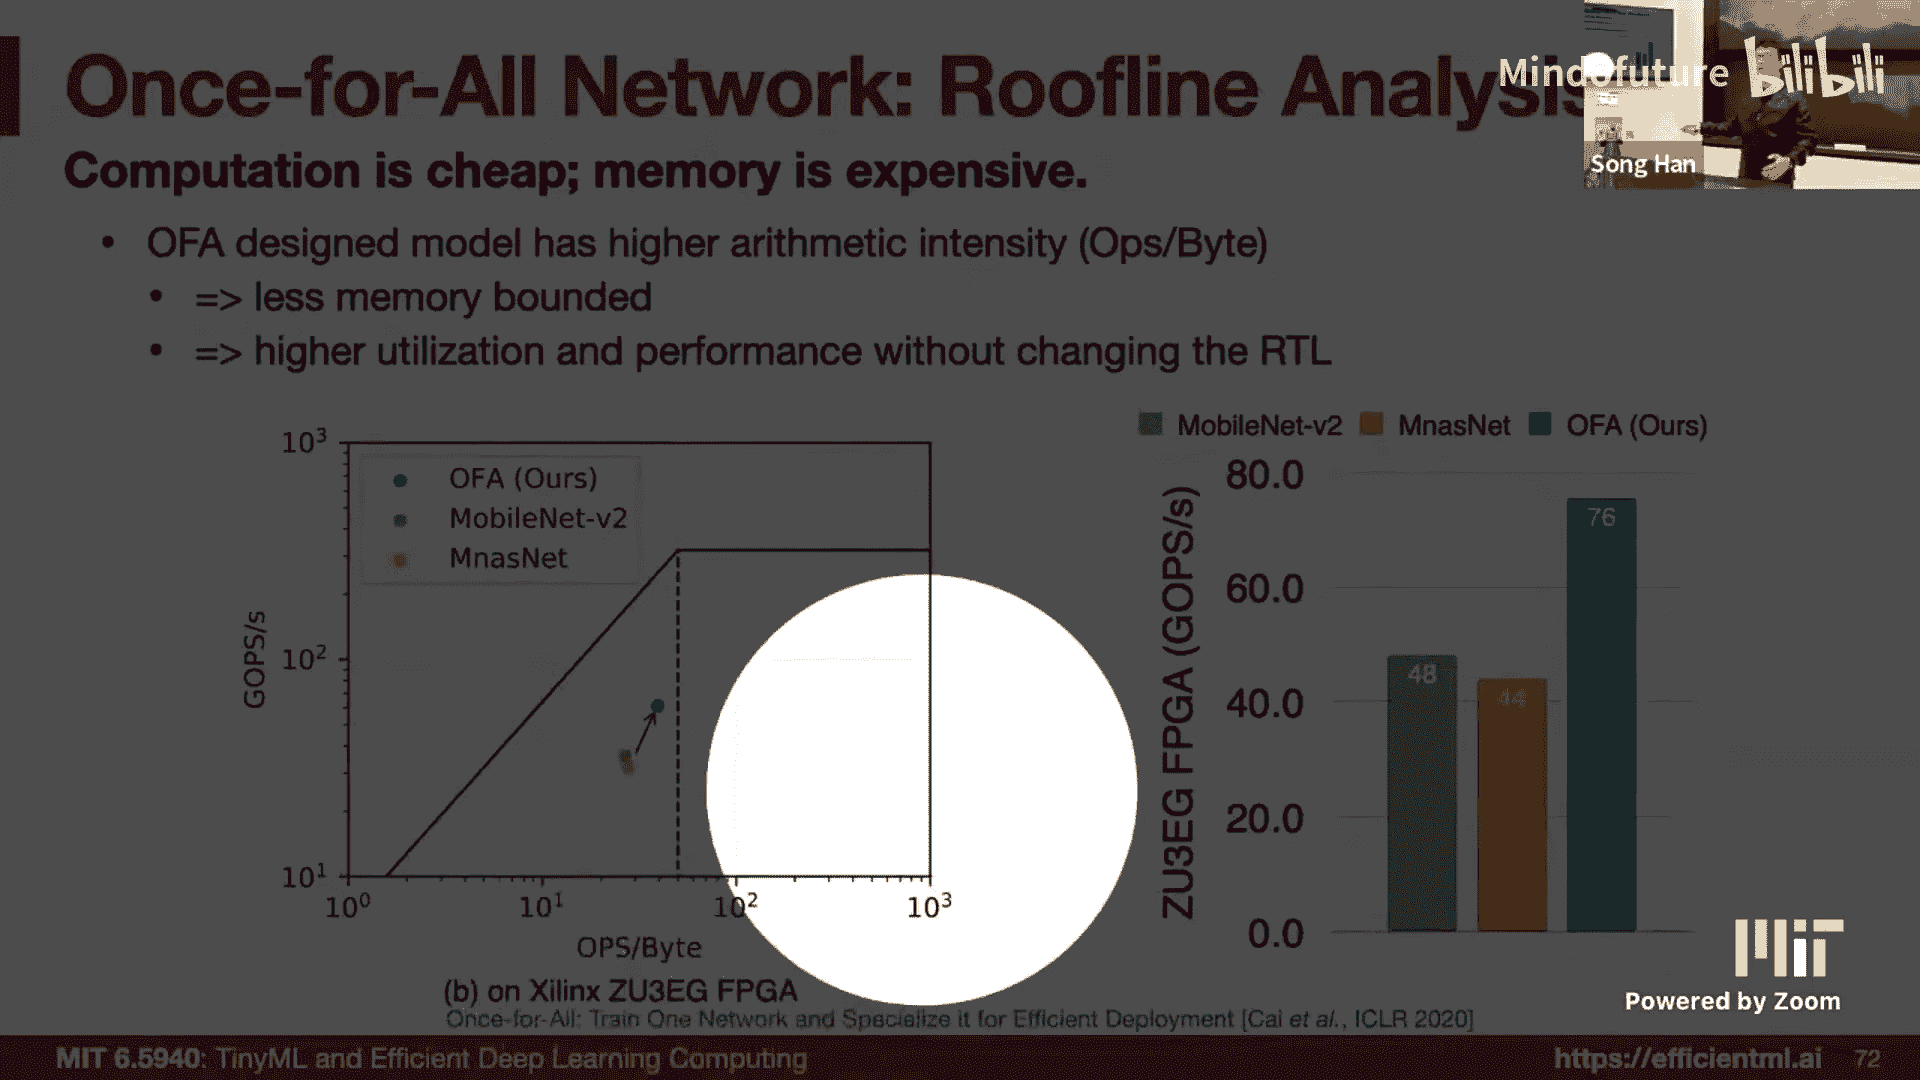 Once-for-All Network: Roofline Analysis
Mindofuture bilibili
Song Han
Computation is cheap; memory is expensive.
• OFA designed model has higher arithmetic intensity (Ops/Byte)
• => less memory bounded
• => higher utilization and performance without changing the RTL
10³
OFA (Ours)
MobileNet-v2
MnasNet
GOPS/s
10²
10¹
10⁰ 10¹ 10² 10³
OPS/Byte
(b) on Xilinx ZU3EG FPGA
MobileNet-v2 MnasNet OFA (Ours)
ZU3EG FPGA (GOPS/s)
80.0
60.0
40.0
20.0
0.0
48
44
76
Once-for-All: Train One Network and Specialize it for Efficient Deployment [Cai et al., ICLR 2020]
MIT
Powered by Zoom
MIT 6.5940: TinyML and Efficient Deep Learning Computing
https://efficientml.ai 72